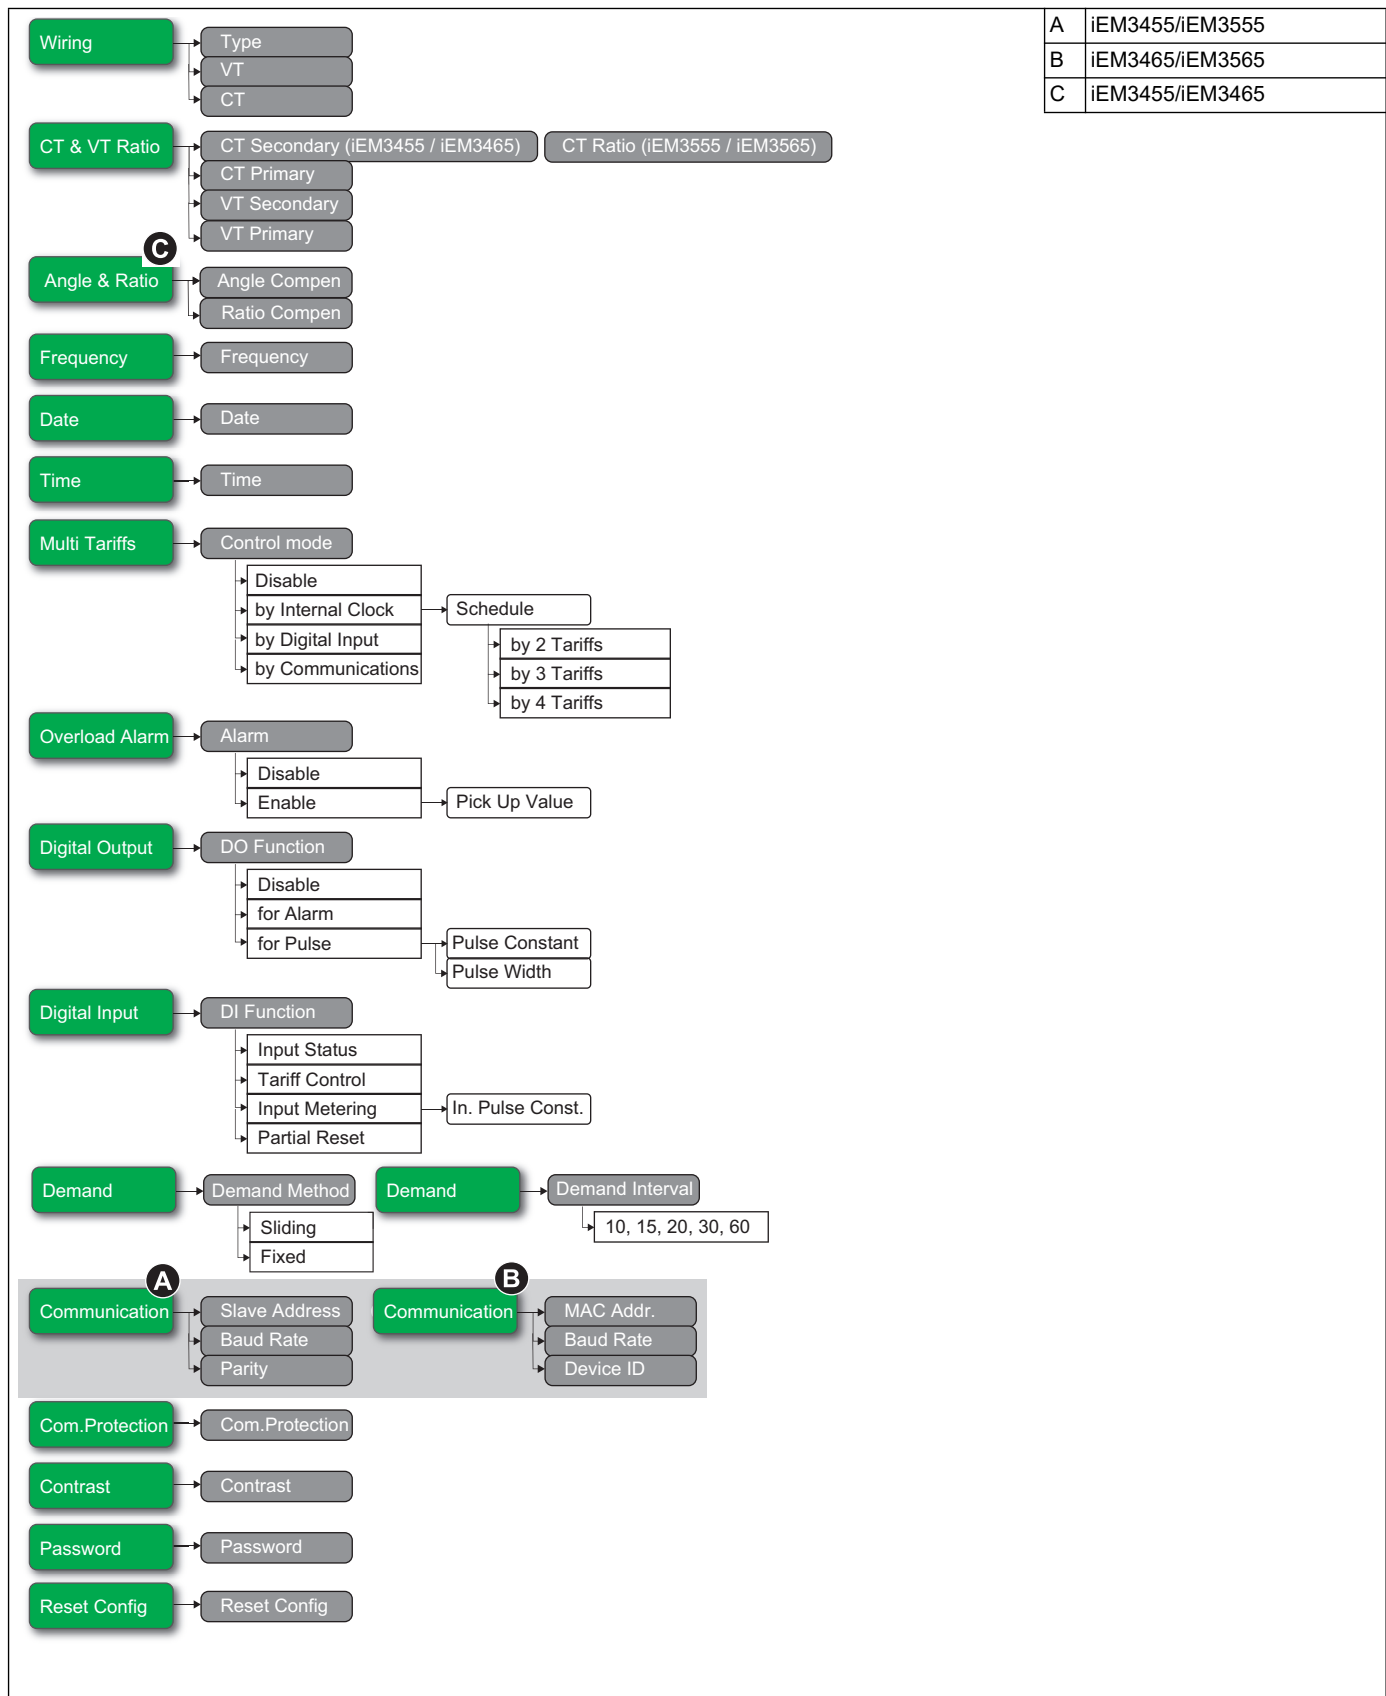 A iEM3455/iEM3555
B iEM3465/iEM3565
C iEM3455/iEM3465
Wiring
Type
VT
CT
CT & VT Ratio
CT Secondary (iEM3455 / iEM3465)
CT Ratio (iEM3555 / iEM3565)
CT Primary
VT Secondary
VT Primary
C
Angle & Ratio
Angle Compen
Ratio Compen
Frequency
Frequency
Date
Date
Time
Time
Multi Tariffs
Control mode
Disable
by Internal Clock
Schedule
by Digital Input
by 2 Tariffs
by Communications
by 3 Tariffs
by 4 Tariffs
Overload Alarm
Alarm
Disable
Enable
Pick Up Value
Digital Output
DO Function
Disable
for Alarm
for Pulse
Pulse Constant
Pulse Width
Digital Input
DI Function
Input Status
Tariff Control
Input Metering
In. Pulse Const.
Partial Reset
Demand
Demand Method
Sliding
Fixed
Demand
Demand Interval
10, 15, 20, 30, 60
A
Communication
Slave Address
Baud Rate
Parity
B
Communication
MAC Addr.
Baud Rate
Device ID
Com.Protection
Com.Protection
Contrast
Contrast
Password
Password
Reset Config
Reset Config